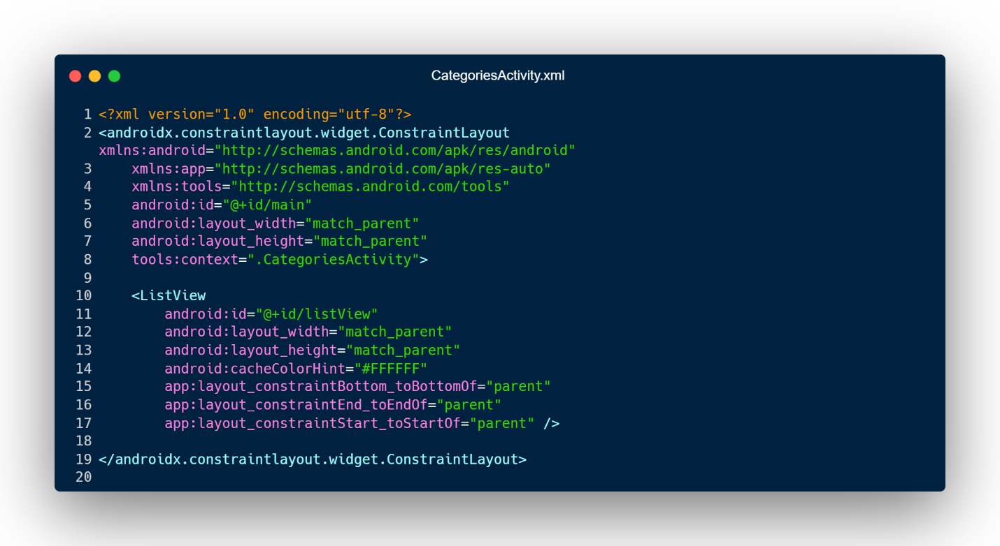 CategoriesActivity.xml
1 <?xml version="1.0" encoding="utf-8"?>
2 <androidx.constraintlayout.widget.ConstraintLayout
xmlns:android="http://schemas.android.com/apk/res/android"
3     xmlns:app="http://schemas.android.com/apk/res-auto"
4     xmlns:tools="http://schemas.android.com/tools"
5     android:id="@+id/main"
6     android:layout_width="match_parent"
7     android:layout_height="match_parent"
8     tools:context=".CategoriesActivity">
9
10     <ListView
11         android:id="@+id/listView"
12         android:layout_width="match_parent"
13         android:layout_height="match_parent"
14         android:cacheColorHint="#FFFFFF"
15         app:layout_constraintBottom_toBottomOf="parent"
16         app:layout_constraintEnd_toEndOf="parent"
17         app:layout_constraintStart_toStartOf="parent" />
18
19 </androidx.constraintlayout.widget.ConstraintLayout>
20